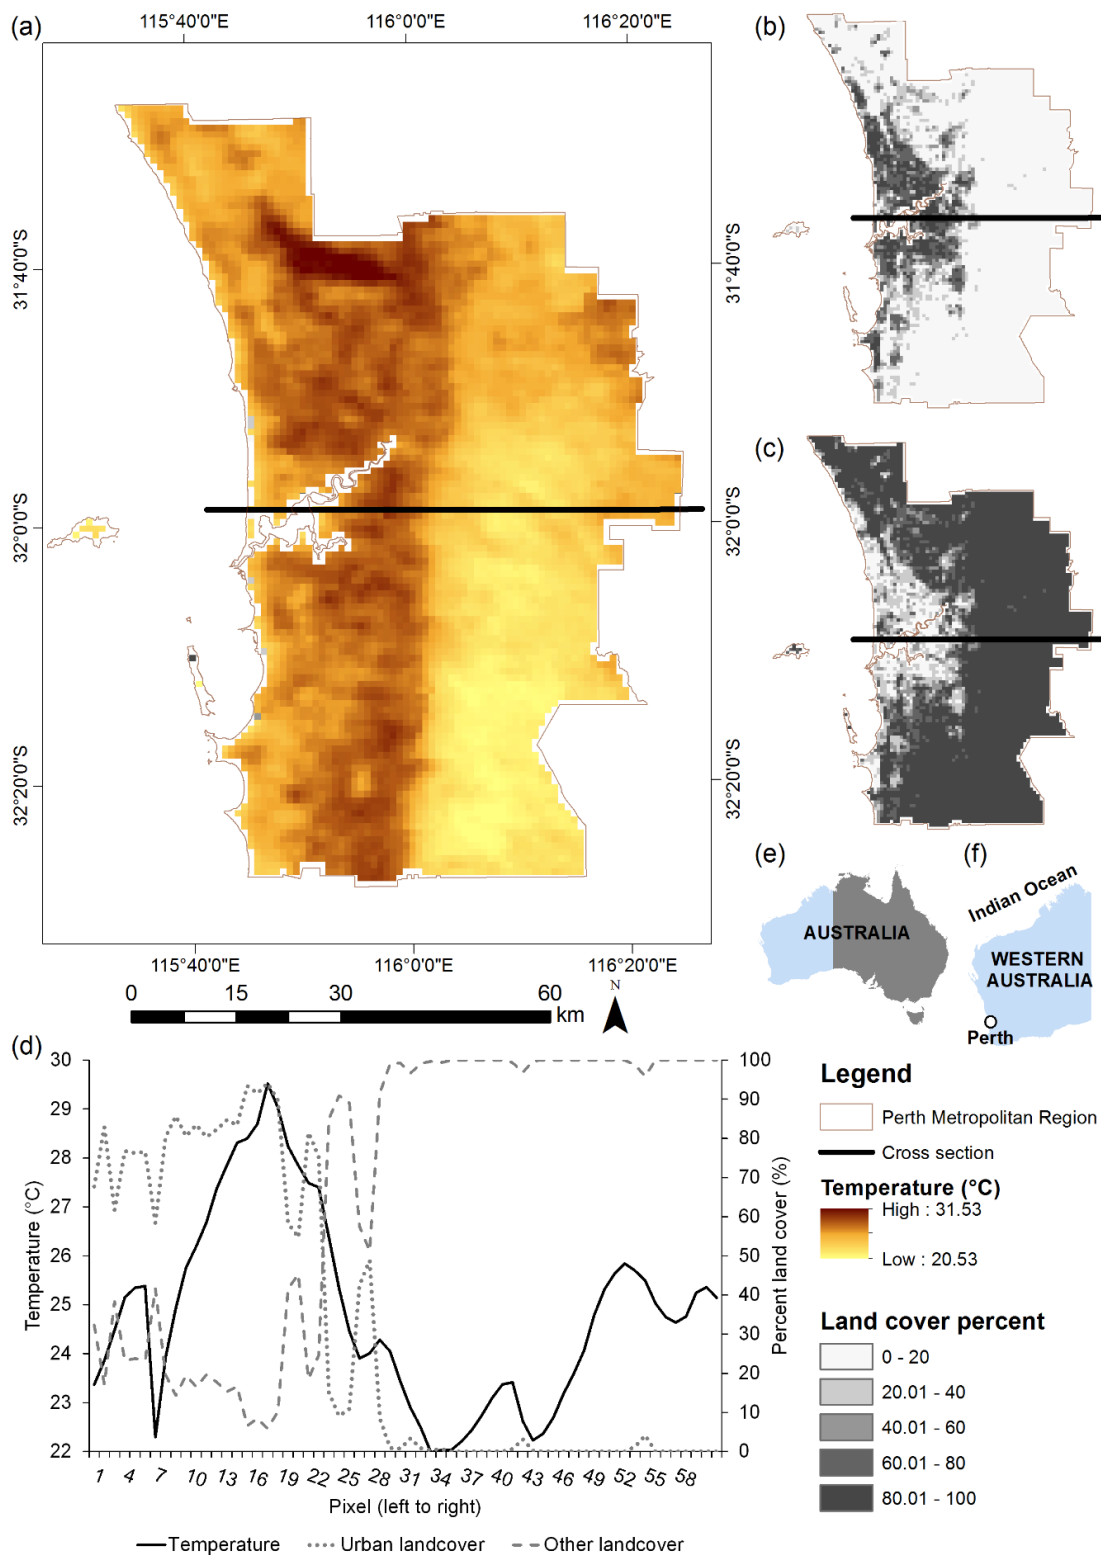 (a)
115°40'0"E
116°0'0"E
116°20'0"E
(b)
31°40'0"S
32°0'0"S
32°20'0"S
31°40'0"S
(c)
32°0'0"S
32°20'0"S
115°40'0"E
116°0'0"E
116°20'0"E
0
15
30
60
km
N
(e)
AUSTRALIA
(f)
Indian Ocean
WESTERN
AUSTRALIA
Perth
(d)
30
29
28
27
26
25
24
23
22
Temperature (°C)
100
90
80
70
60
50
40
30
20
10
0
Percent land cover (%)
1 4 7 10 13 16 19 22 25 28 31 34 37 40 43 46 49 52 55 58
Pixel (left to right)
Temperature
Urban landcover
Other landcover
Legend
Perth Metropolitan Region
Cross section
Temperature (°C)
High : 31.53
Low : 20.53
Land cover percent
0 - 20
20.01 - 40
40.01 - 60
60.01 - 80
80.01 - 100